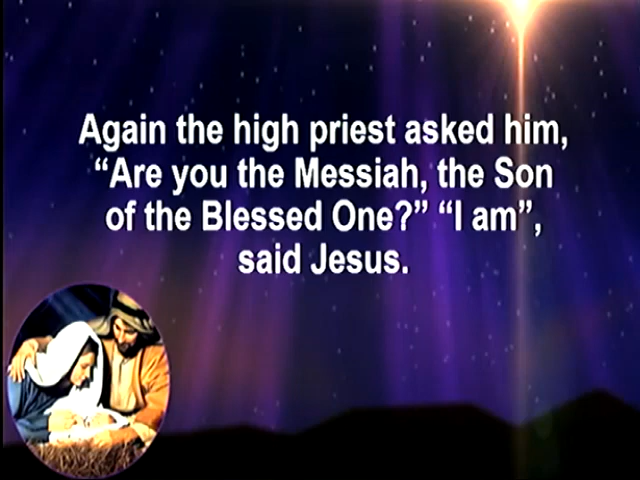 Again the high priest asked him,
“Are you the Messiah, the Son
of the Blessed One?” “I am”,
said Jesus.